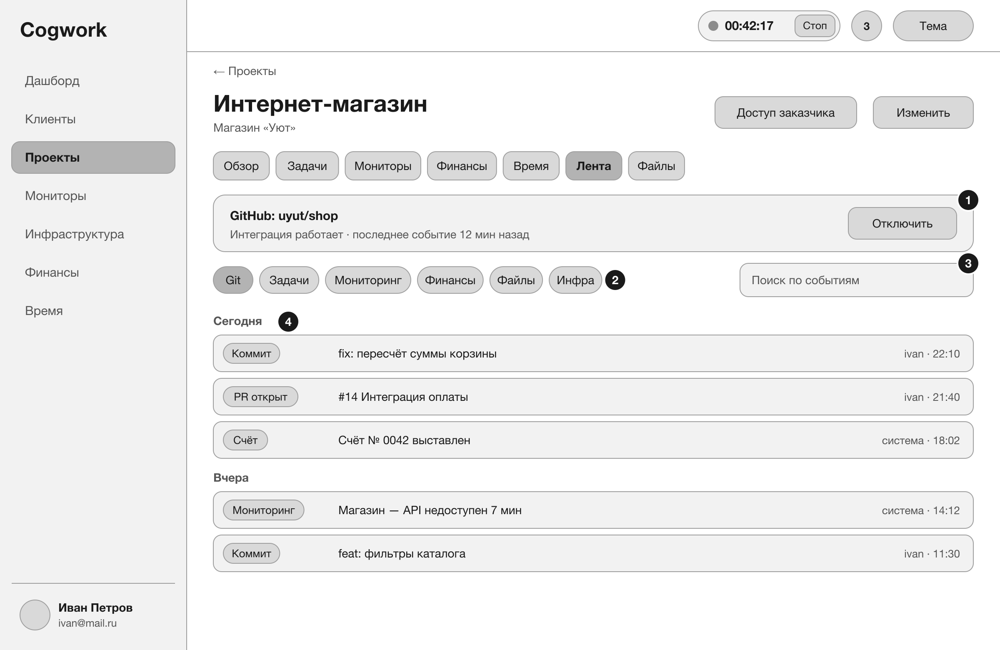 Cogwork
Дашборд
Клиенты
Проекты
Мониторы
Инфраструктура
Финансы
Время
Иван Петров
ivan@mail.ru
00:42:17 Стоп 3 Тема
← Проекты
Интернет-магазин
Магазин «Уют»
Доступ заказчика Изменить
Обзор Задачи Мониторы Финансы Время Лента Файлы
1
GitHub: uyut/shop
Интеграция работает · последнее событие 12 мин назад
Отключить
Git Задачи Мониторинг Финансы Файлы Инфра 2
Поиск по событиям 3
Сегодня 4
Коммит fix: пересчёт суммы корзины ivan · 22:10
PR открыт #14 Интеграция оплаты ivan · 21:40
Счёт Счёт № 0042 выставлен система · 18:02
Вчера
Мониторинг Магазин — API недоступен 7 мин система · 14:12
Коммит feat: фильтры каталога ivan · 11:30